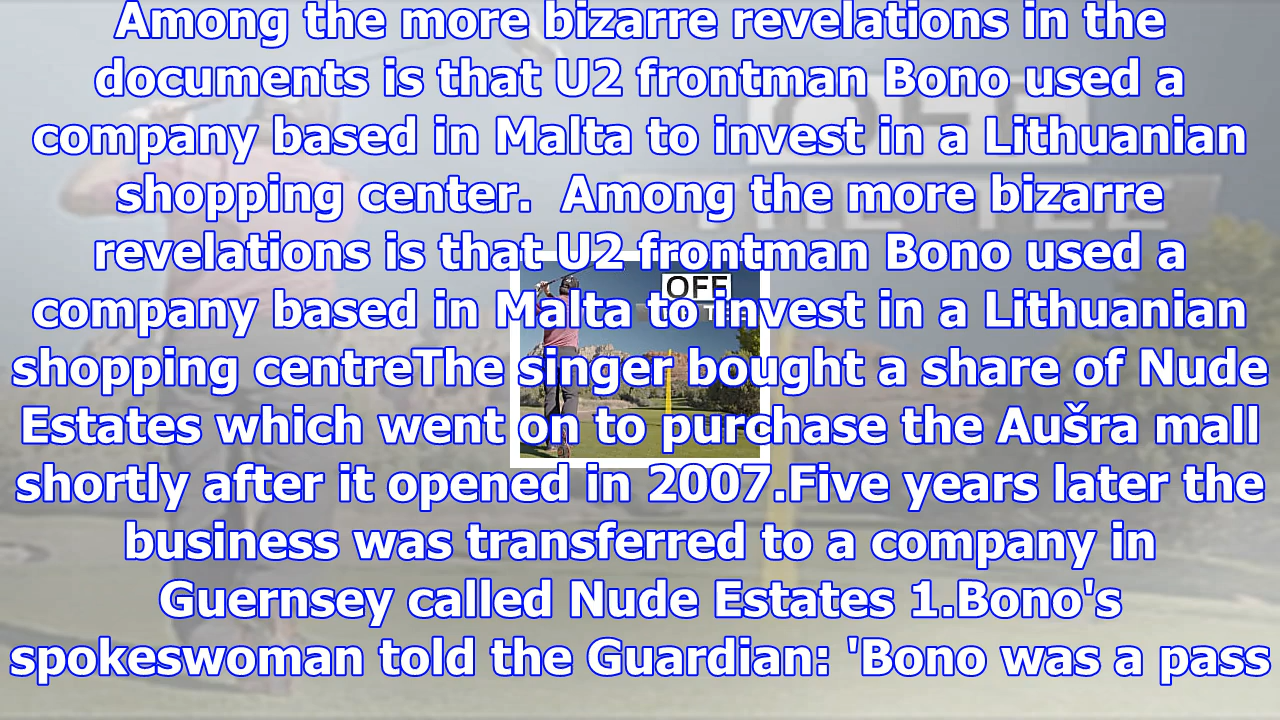 Among the more bizarre revelations in the
documents is that U2 frontman Bono used a
company based in Malta to invest in a Lithuanian
shopping center.  Among the more bizarre
revelations is that U2 frontman Bono used a
company based in Malta to invest in a Lithuanian
shopping centreThe singer bought a share of Nude
Estates which went on to purchase the Aušra mall
shortly after it opened in 2007.Five years later the
business was transferred to a company in
Guernsey called Nude Estates 1.Bono's
spokeswoman told the Guardian: 'Bono was a pass
OFF